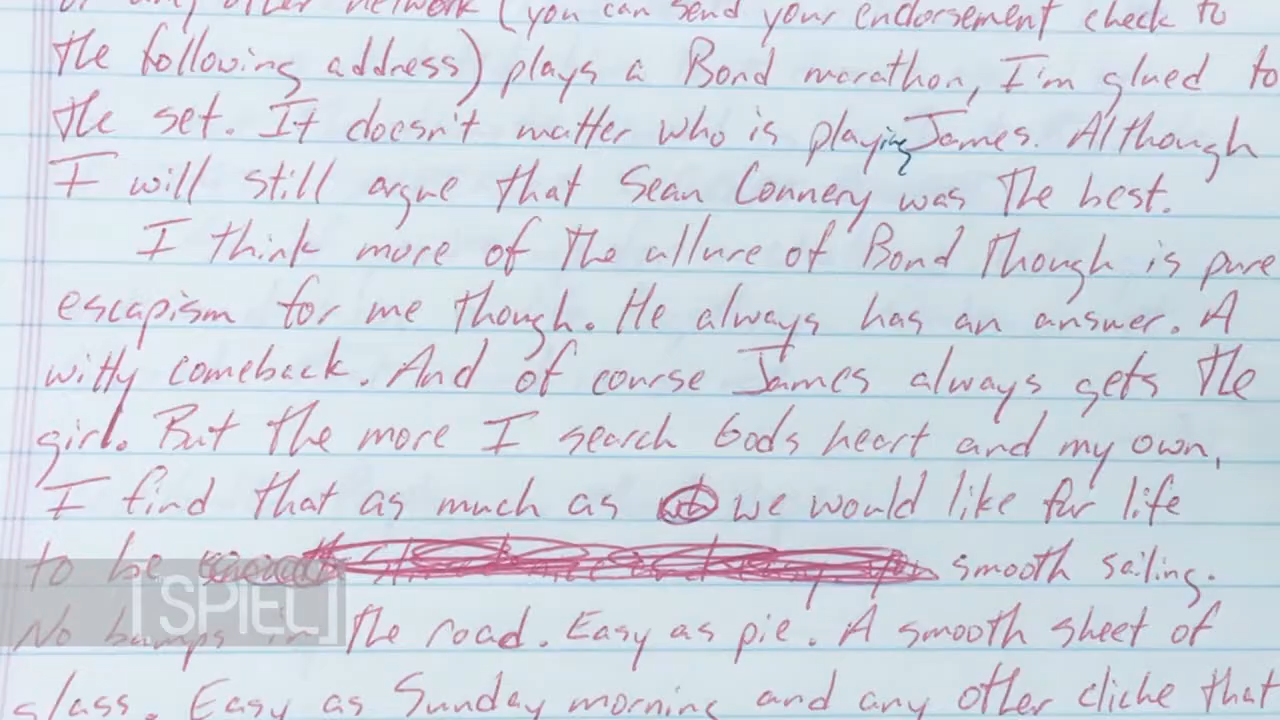 or any other network (you can send your endorsement check to
the following address) plays a Bond marathon, I'm glued to
the set. It doesn't matter who is playing James. Although
I will still argue that Sean Connery was the best.
I think more of the allure of Bond though is pure
escapism for me though. He always has an answer. A
witty comeback. And of course James always gets the
girl. But the more I search Gods heart and my own,
I find that as much as we would like for life
to be smooth sailing.
[SPIEL]
No bumps in the road. Easy as pie. A smooth sheet of
glass. Easy as Sunday morning and any other cliche that